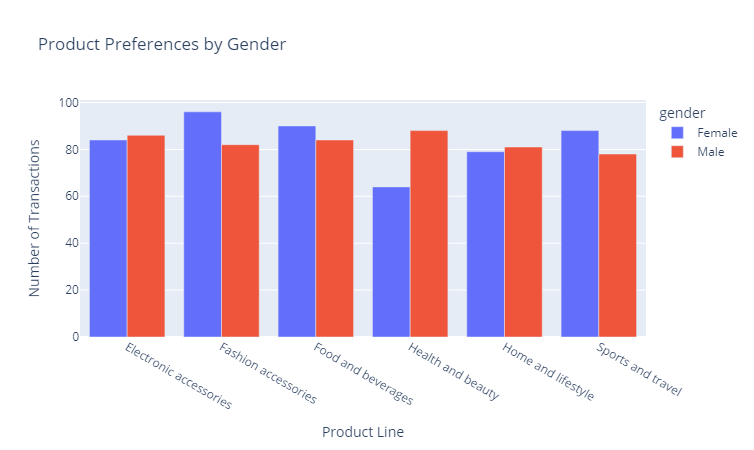 Product Preferences by Gender
gender
Female
Male
Number of Transactions
100
80
60
40
20
0
Electronic accessories
Fashion accessories
Food and beverages
Health and beauty
Home and lifestyle
Sports and travel
Product Line